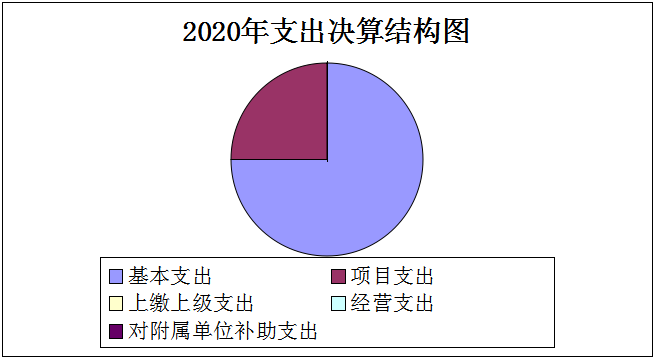 2020年支出决算结构图
基本支出
项目支出
上缴上级支出
经营支出
对附属单位补助支出